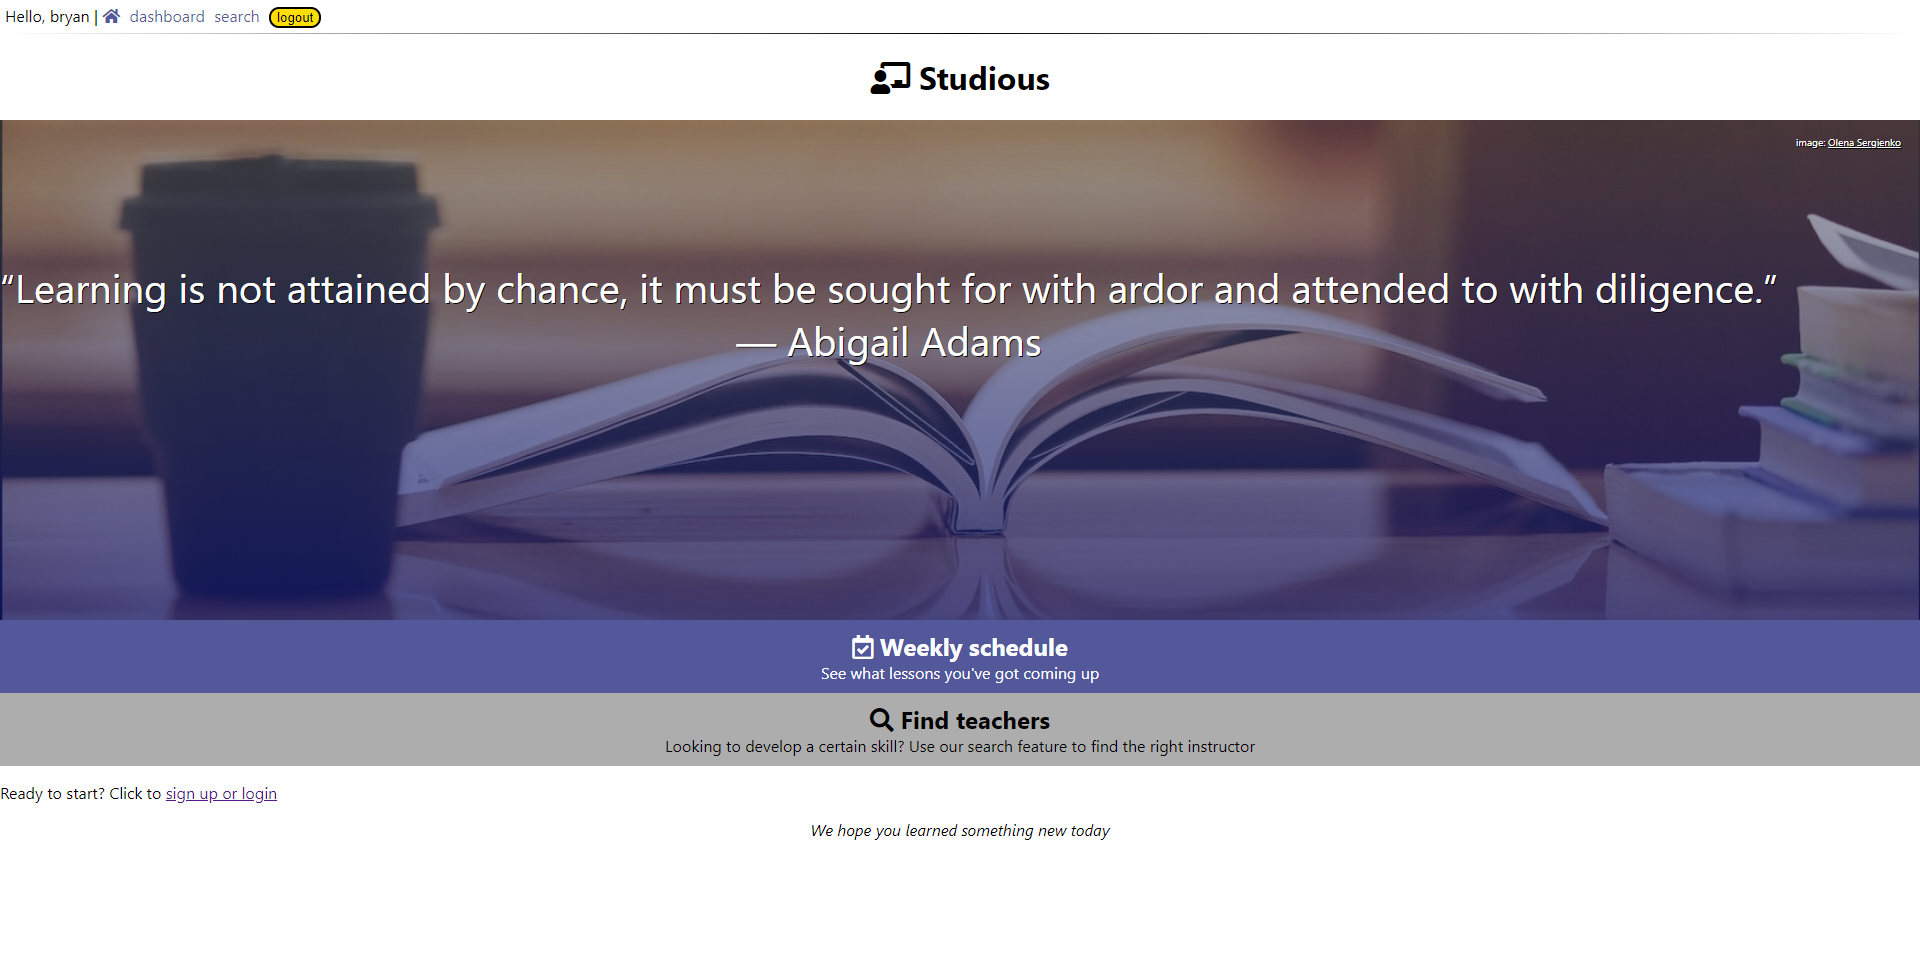 Hello, bryan | dashboard search logout
Studious
image: Olena Sergienko
“Learning is not attained by chance, it must be sought for with ardor and attended to with diligence.”
— Abigail Adams
Weekly schedule
See what lessons you've got coming up
Find teachers
Looking to develop a certain skill? Use our search feature to find the right instructor
Ready to start? Click to sign up or login
We hope you learned something new today